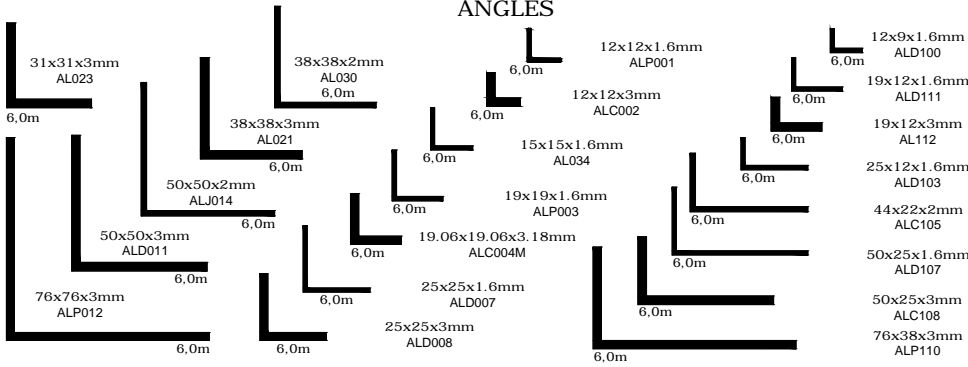 ANGLES
31x31x3mm
AL023
6,0m
38x38x2mm
AL030
6,0m
38x38x3mm
AL021
6,0m
50x50x2mm
ALJ014
6,0m
50x50x3mm
ALD011
6,0m
76x76x3mm
ALP012
6,0m
12x12x1.6mm
ALP001
6,0m
12x12x3mm
ALC002
6,0m
15x15x1.6mm
AL034
6,0m
19x19x1.6mm
ALP003
6,0m
19.06x19.06x3.18mm
ALC004M
6,0m
25x25x1.6mm
ALD007
6,0m
25x25x3mm
ALD008
6,0m
12x9x1.6mm
ALD100
6,0m
19x12x1.6mm
ALD111
6,0m
19x12x3mm
AL112
6,0m
25x12x1.6mm
ALD103
6,0m
44x22x2mm
ALC105
6,0m
50x25x1.6mm
ALD107
6,0m
50x25x3mm
ALC108
6,0m
76x38x3mm
ALP110
6,0m